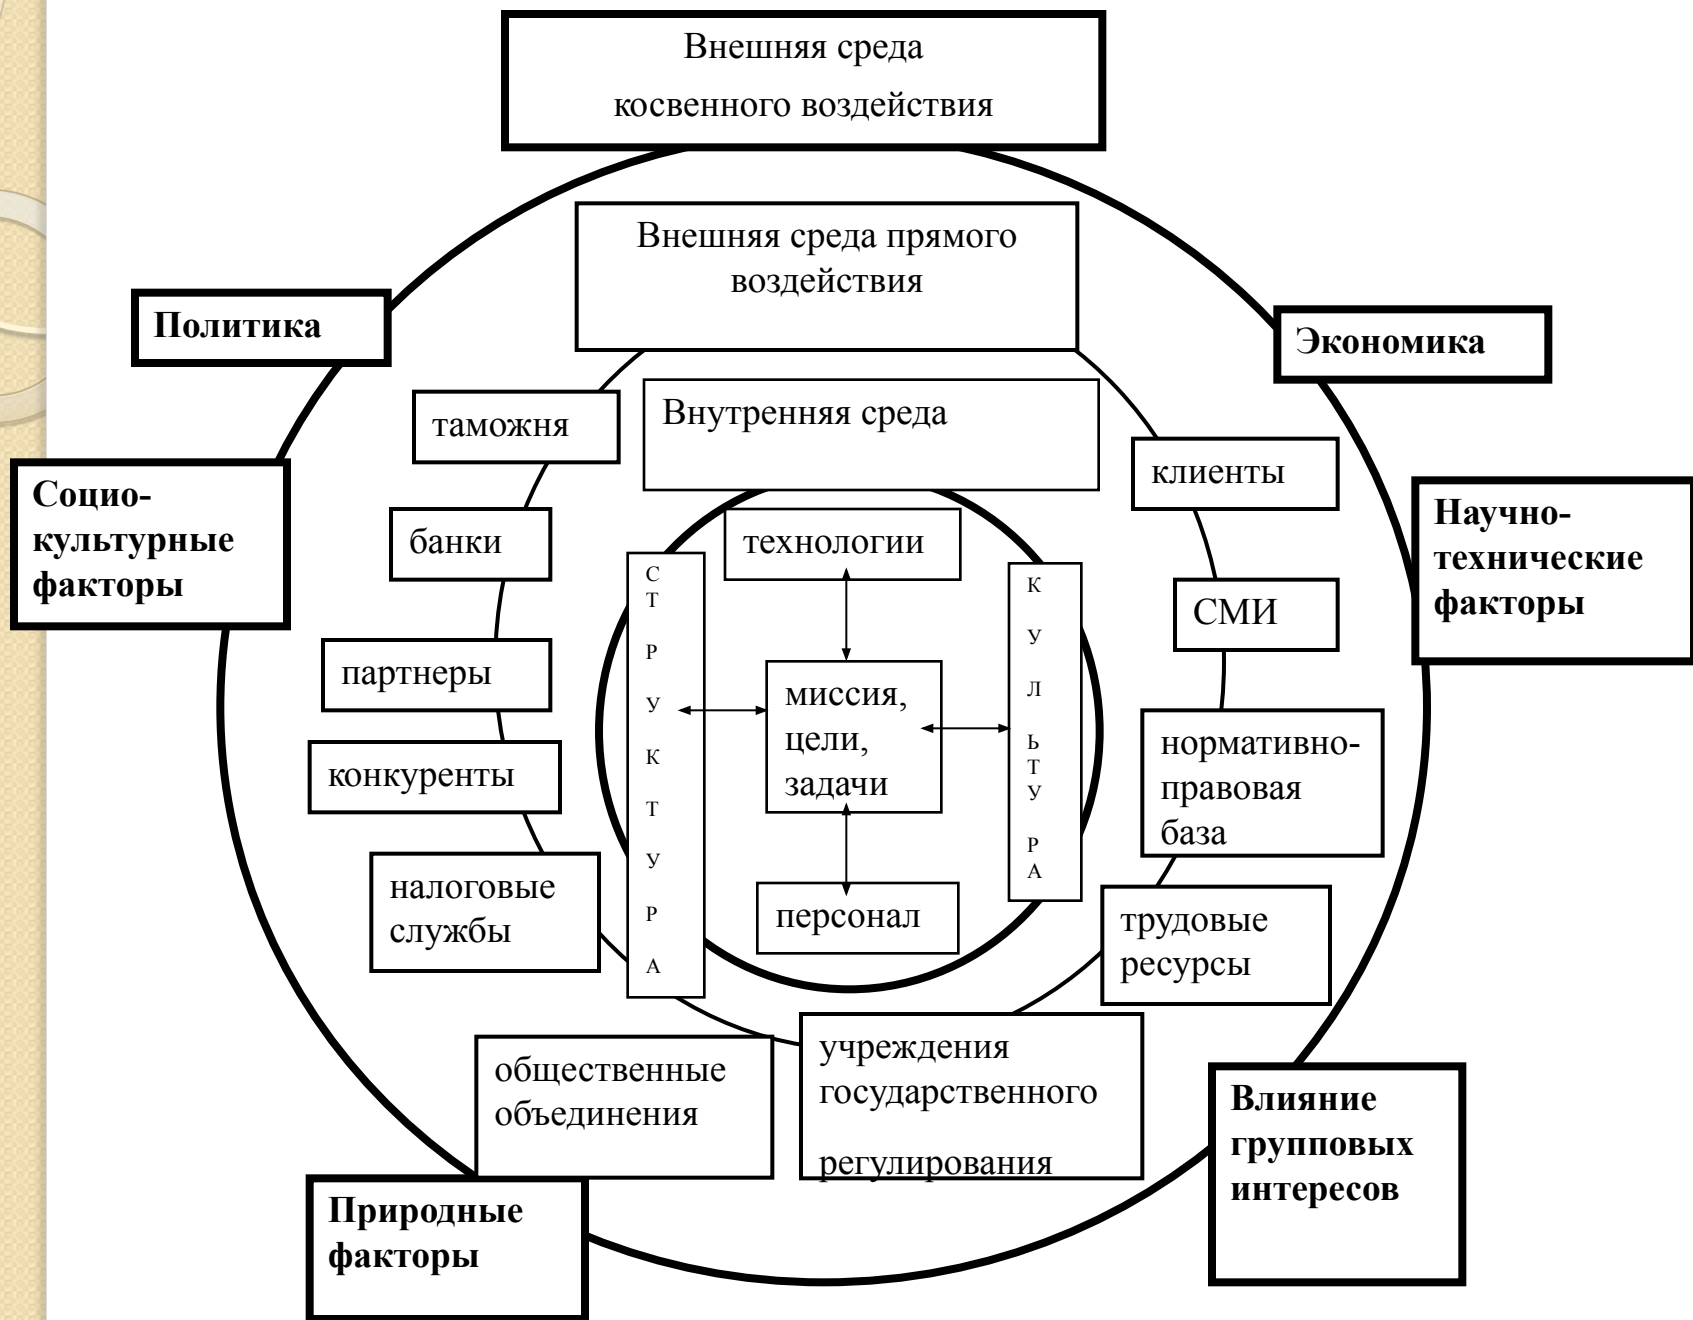 Внешняя среда
косвенного воздействия
Внешняя среда прямого
воздействия
Политика
Экономика
Внутренняя среда
таможня
клиенты
Социо-
культурные
факторы
Научно-
технические
факторы
банки
технологии
СМИ
СТРУКТУРА
КУЛЬТУРА
партнеры
миссия,
цели,
задачи
конкуренты
нормативно-
правовая
база
налоговые
службы
персонал
трудовые
ресурсы
общественные
объединения
учреждения
государственного
регулирования
Влияние
групповых
интересов
Природные
факторы